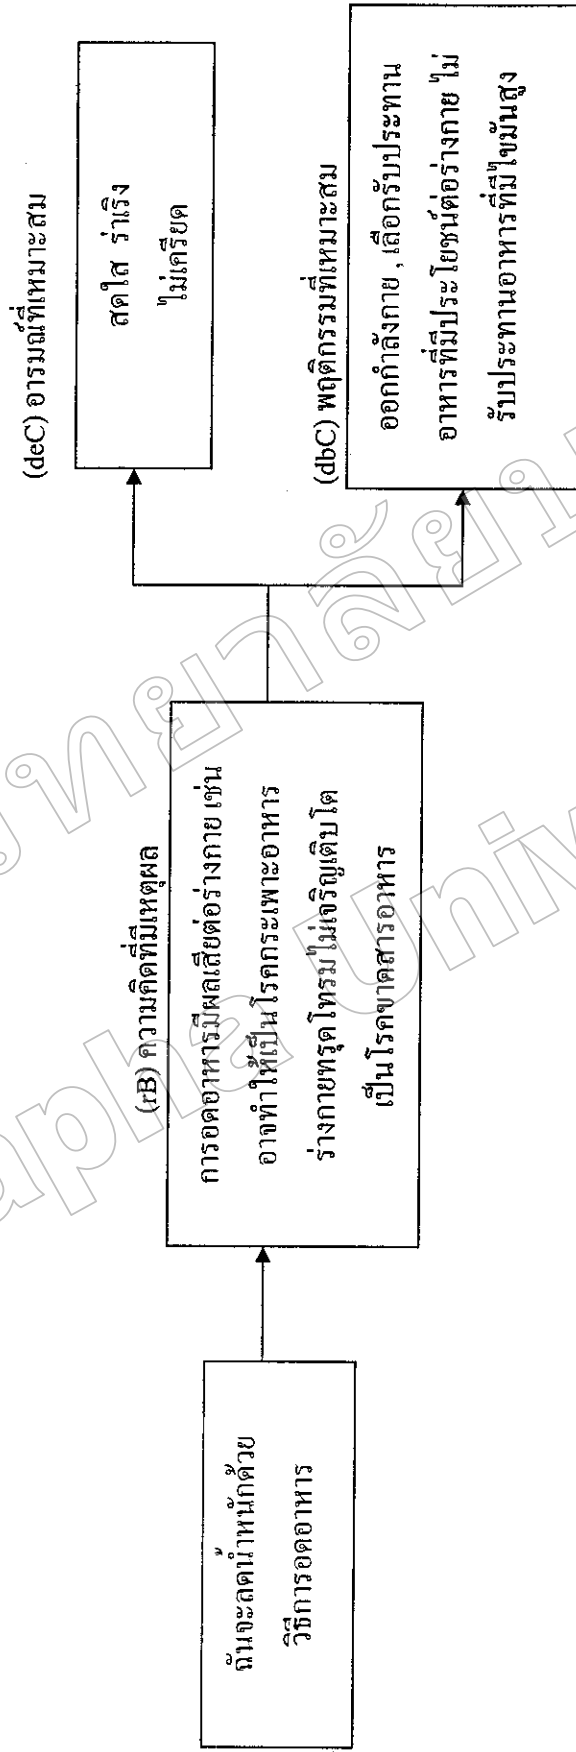 ฉันจะลดน้ำหนักด้วย
วิธีการอดอาหาร
(rB) ความคิดที่มีเหตุผล
การอดอาหารมีผลเสียต่อร่างกาย เช่น
อาจทำให้เป็นโรคกระเพาะอาหาร
ร่างกายทรุดโทรม ไม่เจริญเติบโต
เป็นโรคขาดสารอาหาร
(deC) อารมณ์ที่เหมาะสม
สดใส ร่าเริง
ไม่เครียด
(dbC) พฤติกรรมที่เหมาะสม
ออกกำลังกาย , เลือกรับประทาน
อาหารที่มีประโยชน์ต่อร่างกาย ไม่
รับประทานอาหารที่มีไขมันสูง